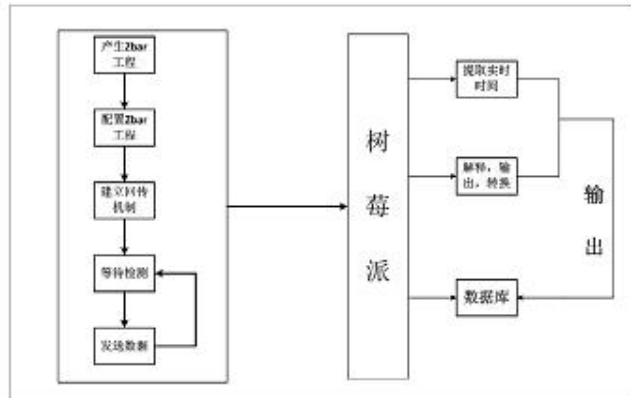 产生2bar
工程
配置2bar
工程
建立回传
机制
等待检测
发送数据
树
莓
派
提取实时
时间
解释，输
出，转换
数据库
输
出